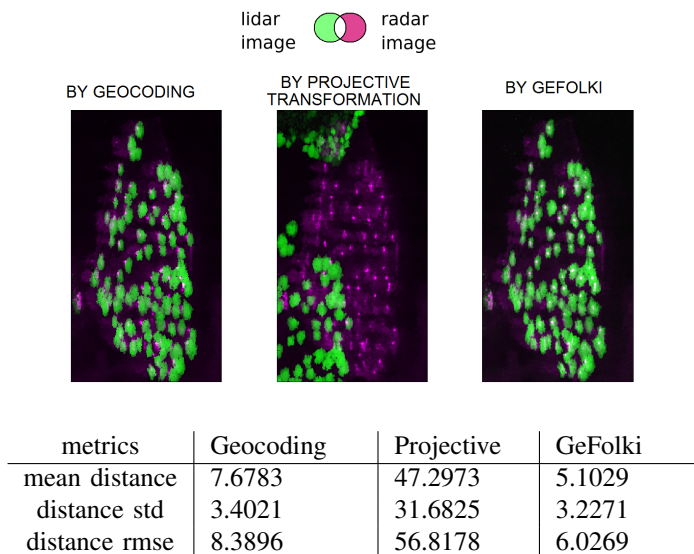 lidar image
radar image
BY GEOCODING
BY PROJECTIVE
TRANSFORMATION
BY GEFOLKI
metrics Geocoding Projective GeFolki
mean distance 7.6783 47.2973 5.1029
distance std 3.4021 31.6825 3.2271
distance rmse 8.3896 56.8178 6.0269